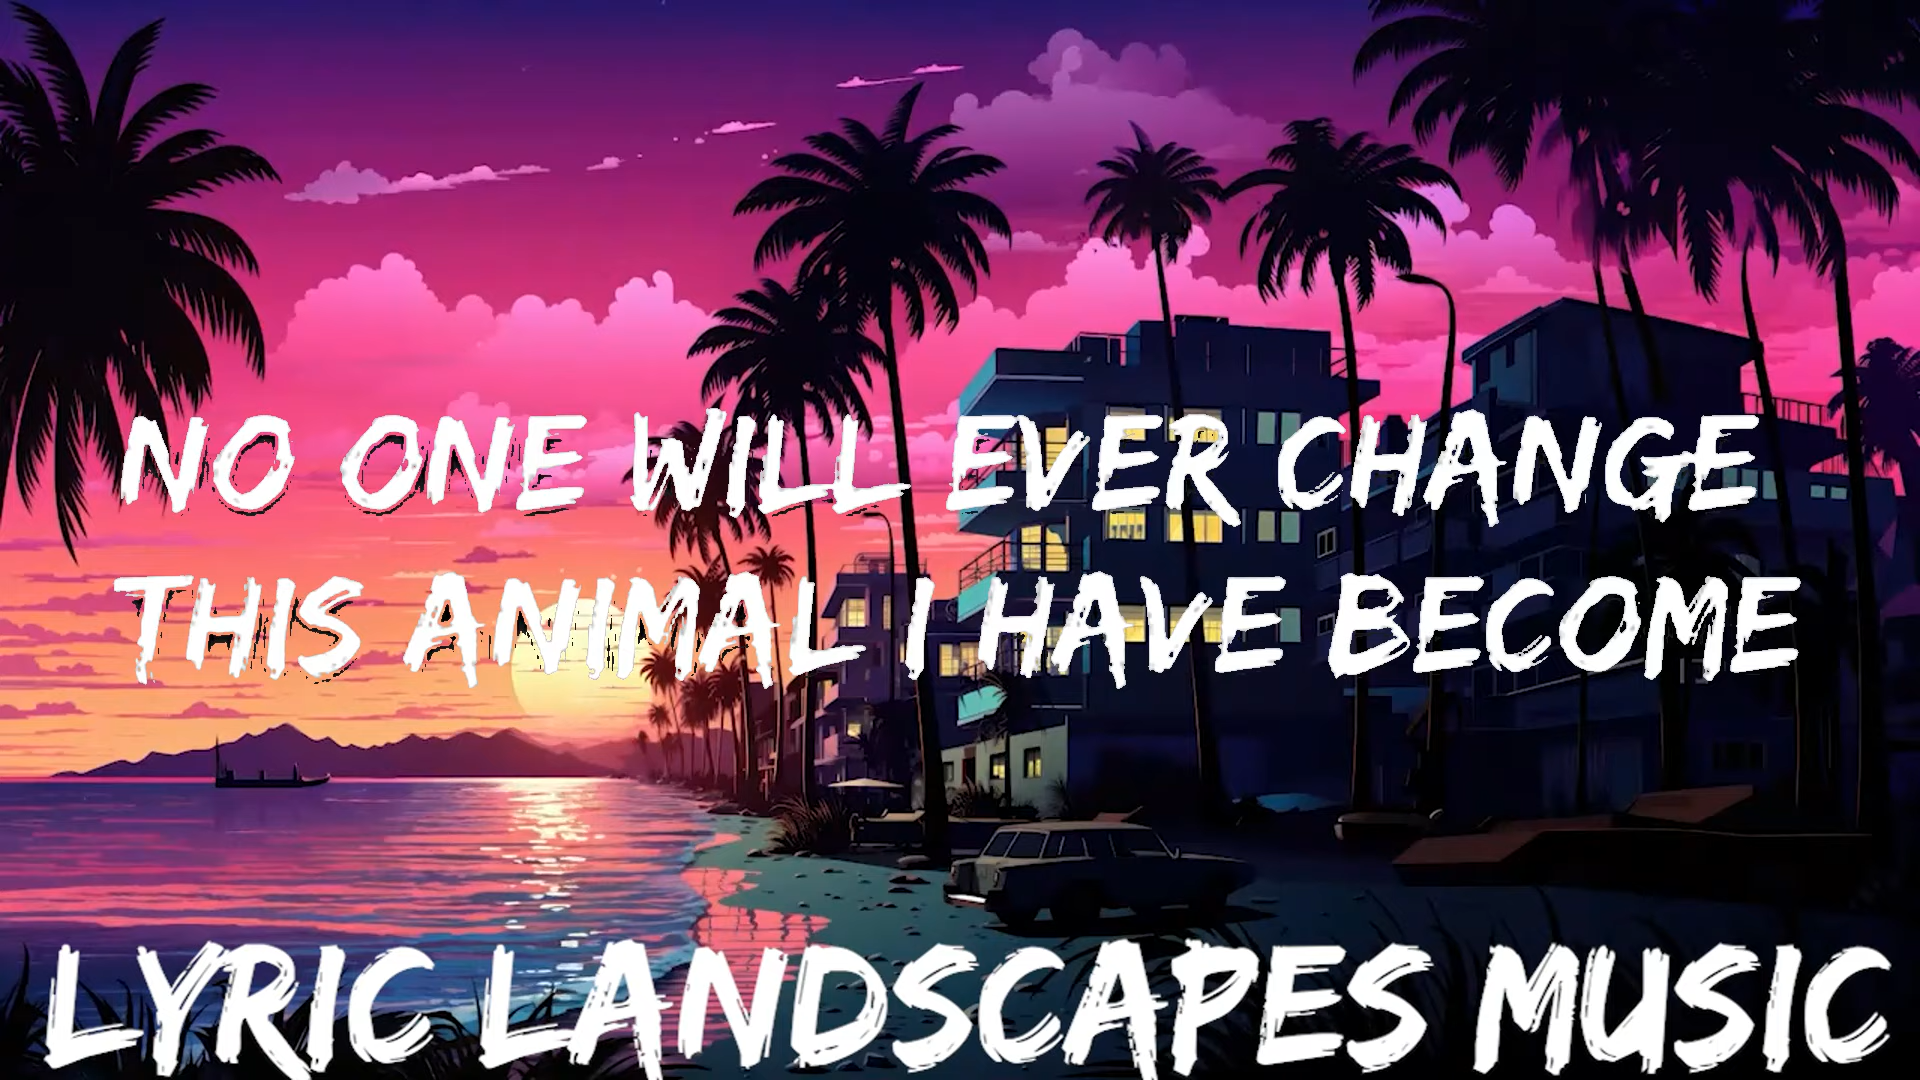 NO ONE WILL EVER CHANGE
THIS ANIMAL I HAVE BECOME
LYRIC LANDSCAPES MUSIC